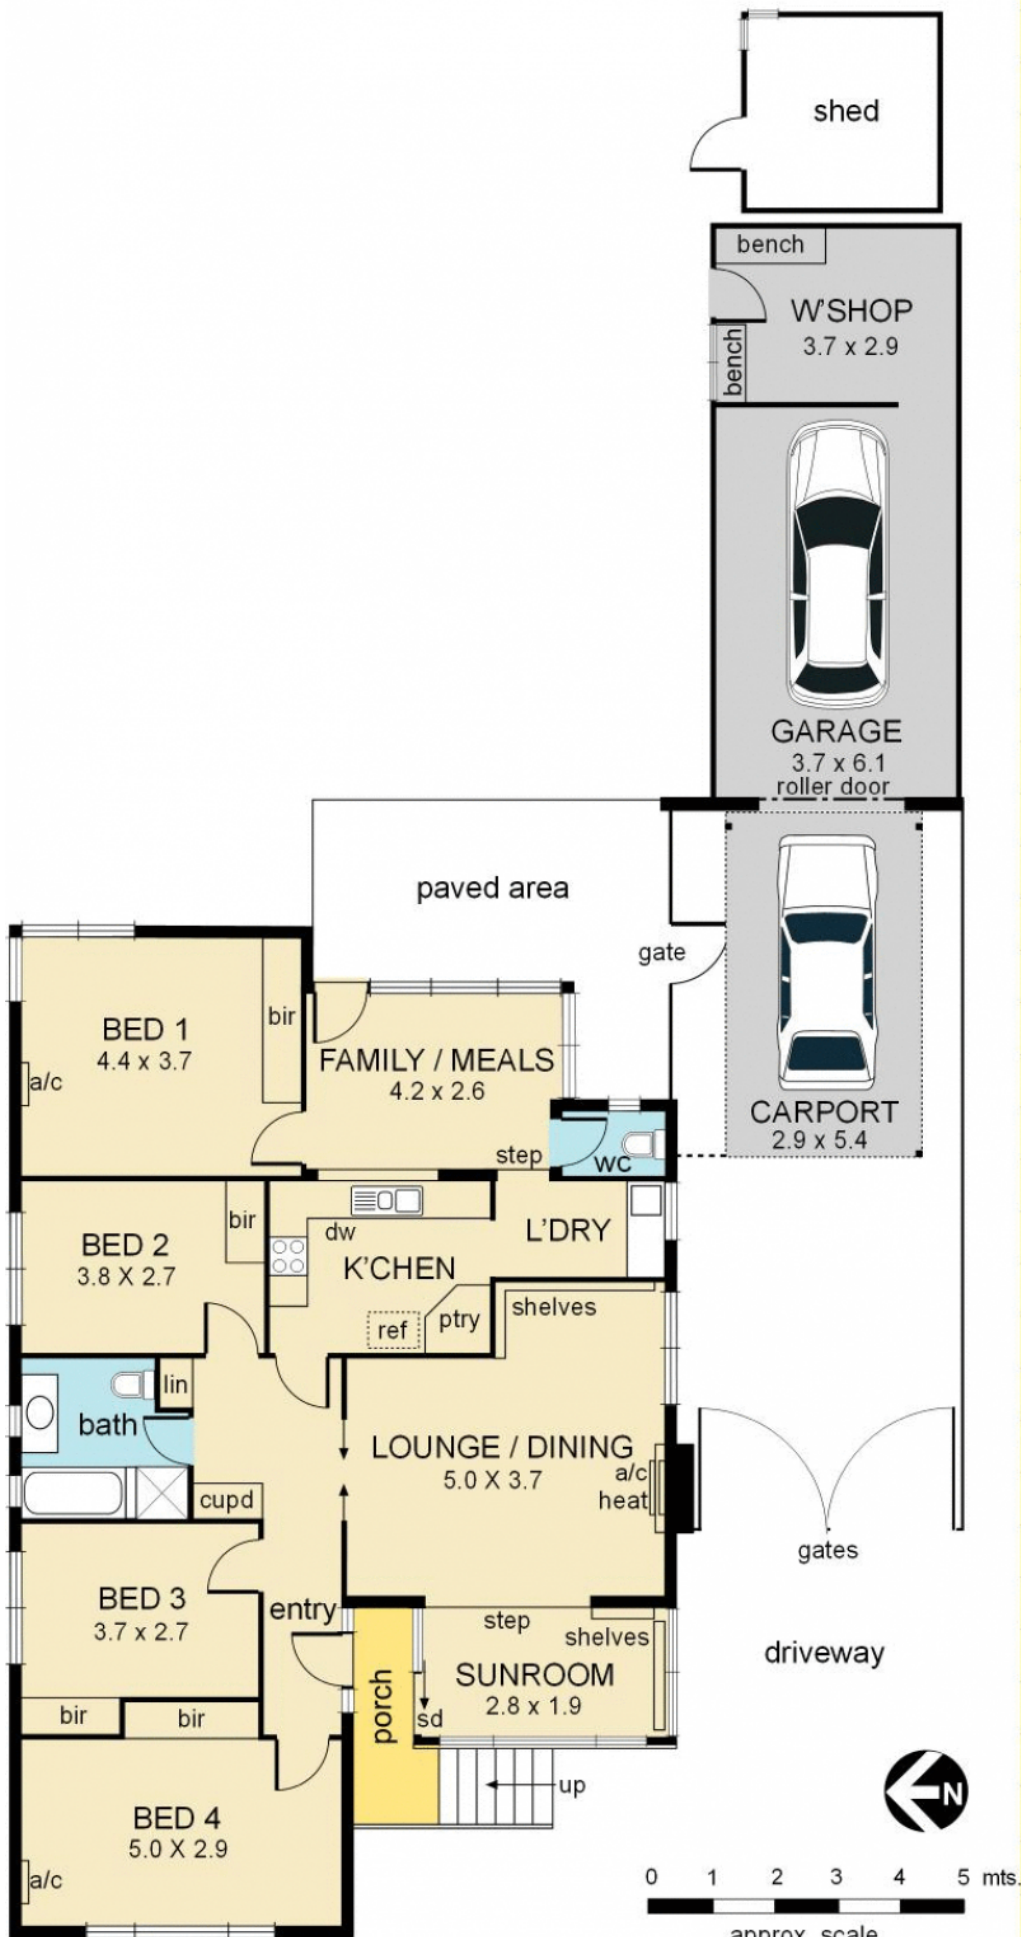 shed
bench
W'SHOP
3.7 x 2.9
bench
GARAGE
3.7 x 6.1
roller door
paved area
gate
CARPORT
2.9 x 5.4
BED 1
4.4 x 3.7
bir
a/c
FAMILY / MEALS
4.2 x 2.6
step
wc
BED 2
3.8 X 2.7
bir
dw
K'CHEN
ref
ptry
L'DRY
shelves
lin
bath
cupd
LOUNGE / DINING
5.0 X 3.7
a/c
heat
gates
BED 3
3.7 x 2.7
bir
bir
entry
porch
step
shelves
SUNROOM
2.8 x 1.9
sd
driveway
up
BED 4
5.0 X 2.9
a/c
N
0 1 2 3 4 5 mts.
approx. scale